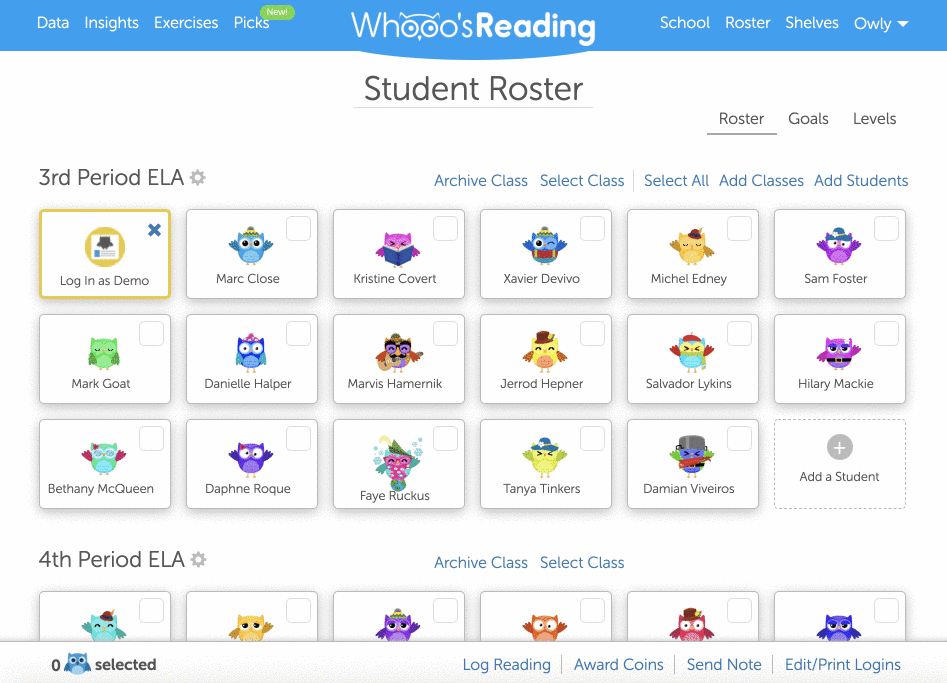 New!
Data Insights Exercises Picks Whooo'sReading School Roster Shelves Owly
Student Roster
Roster Goals Levels
3rd Period ELA Archive Class Select Class Select All Add Classes Add Students
Log In as Demo Marc Close Kristine Covert Xavier Devivo Michel Edney Sam Foster
Mark Goat Danielle Halper Marvis Hamernik Jerrod Hepner Salvador Lykins Hilary Mackie
Add a Student
Bethany McQueen Daphne Roque Faye Ruckus Tanya Tinkers Damian Viveiros
4th Period ELA Archive Class Select Class
0 selected Log Reading Award Coins Send Note Edit/Print Logins